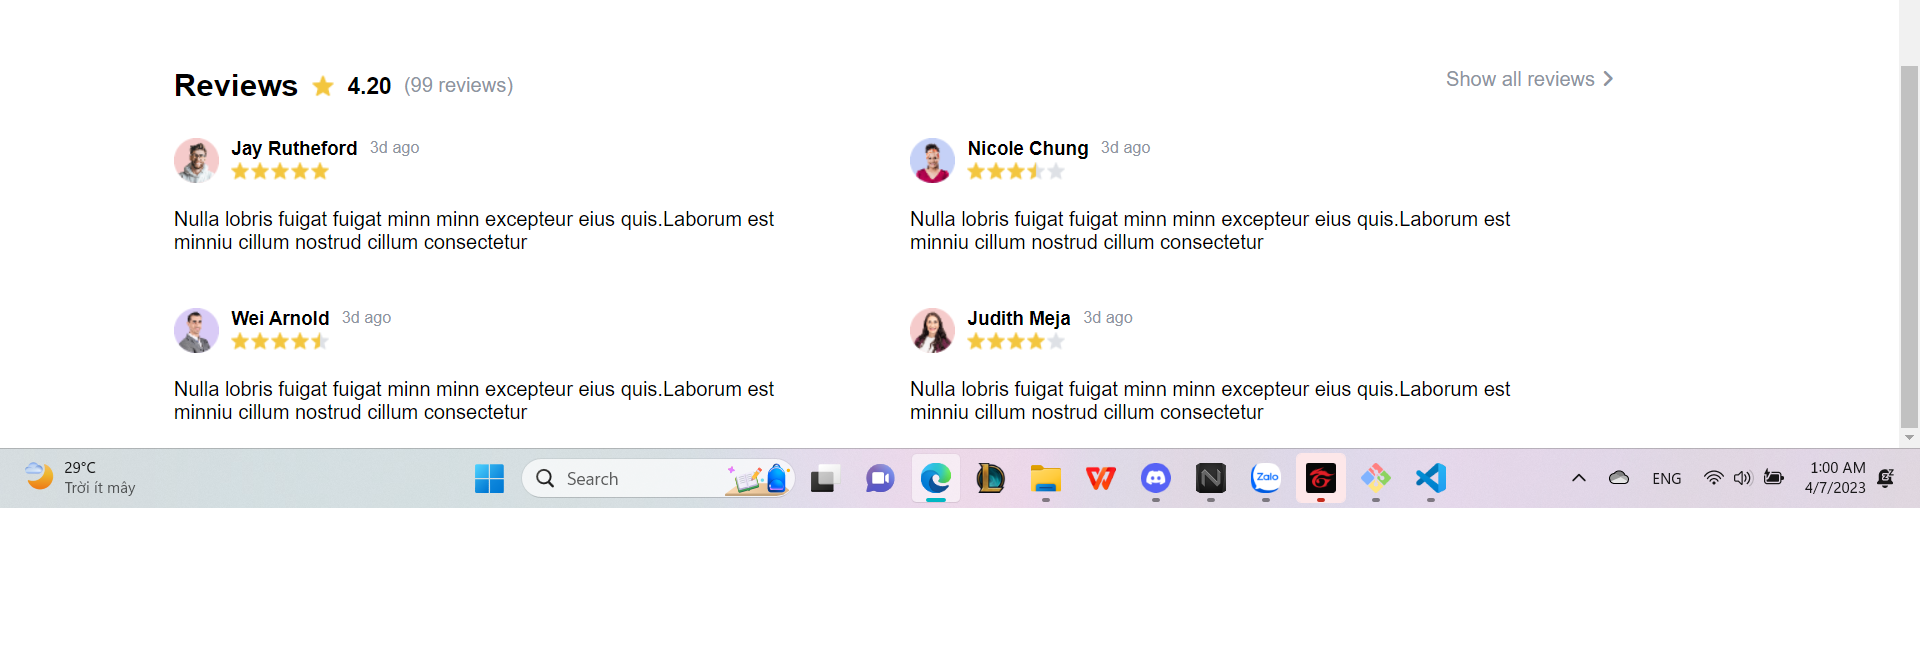 Reviews 4.20 (99 reviews)
Show all reviews
Jay Rutheford 3d ago
Nulla lobris fuigat fuigat minn minn excepteur eius quis.Laborum est
minniu cillum nostrud cillum consectetur
Nicole Chung 3d ago
Nulla lobris fuigat fuigat minn minn excepteur eius quis.Laborum est
minniu cillum nostrud cillum consectetur
Wei Arnold 3d ago
Nulla lobris fuigat fuigat minn minn excepteur eius quis.Laborum est
minniu cillum nostrud cillum consectetur
Judith Meja 3d ago
Nulla lobris fuigat fuigat minn minn excepteur eius quis.Laborum est
minniu cillum nostrud cillum consectetur
29°C
Trời ít mây
Search
Zalo
ENG
1:00 AM
4/7/2023